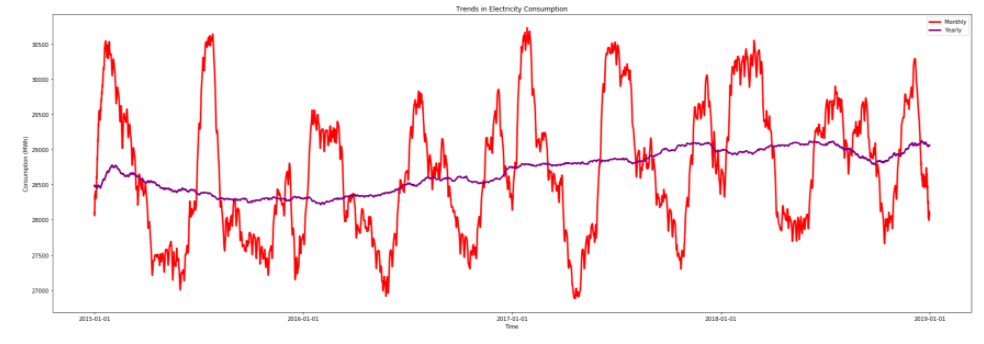 Trends in Electricity Consumption
Monthly
Yearly
Consumption (MWh)
30500
30000
29500
29000
28500
28000
27500
27000
2015-01-01
2016-01-01
2017-01-01
2018-01-01
2019-01-01
Time